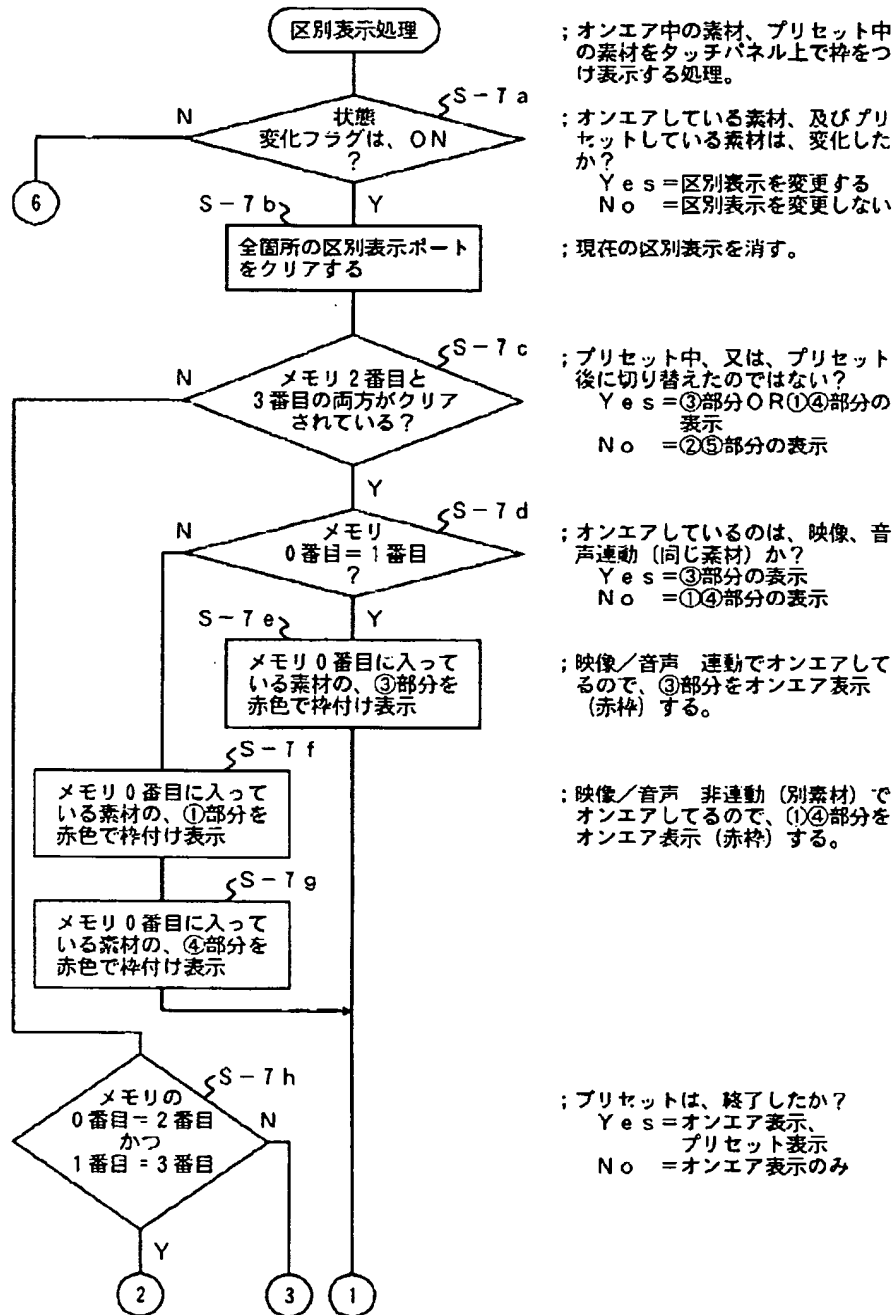 区別表示処理
;オンエア中の素材、プリセット中
の素材をタッチパネル上で枠をつ
け表示する処理。
S-7a
N
状態
変化フラグは、ON
?
;オンエアしている素材、及びプリ
セットしている素材は、変化した
か?
Yes=区別表示を変更する
No =区別表示を変更しない
6
Y
S-7b
全箇所の区別表示ポート
をクリアする
;現在の区別表示を消す。
S-7c
N
メモリ2番目と
3番目の両方がクリア
されている?
;プリセット中、又は、プリセット
後に切り替えたのではない?
Yes=③部分OR①④部分の
表示
No =②⑤部分の表示
Y
S-7d
N
メモリ
0番目=1番目
?
;オンエアしているのは、映像、音
声連動(同じ素材)か?
Yes=③部分の表示
No =①④部分の表示
Y
S-7e
メモリ0番目に入って
いる素材の、③部分を
赤色で枠付け表示
;映像/音声 連動でオンエアして
るので、③部分をオンエア表示
(赤枠)する。
S-7f
メモリ0番目に入って
いる素材の、①部分を
赤色で枠付け表示
;映像/音声 非連動(別素材)で
オンエアしてるので、①④部分を
オンエア表示(赤枠)する。
S-7g
メモリ0番目に入って
いる素材の、④部分を
赤色で枠付け表示
S-7h
メモリの
0番目=2番目
かつ
1番目=3番目
N
;プリセットは、終了したか?
Yes=オンエア表示、
プリセット表示
No =オンエア表示のみ
Y
2
3
1